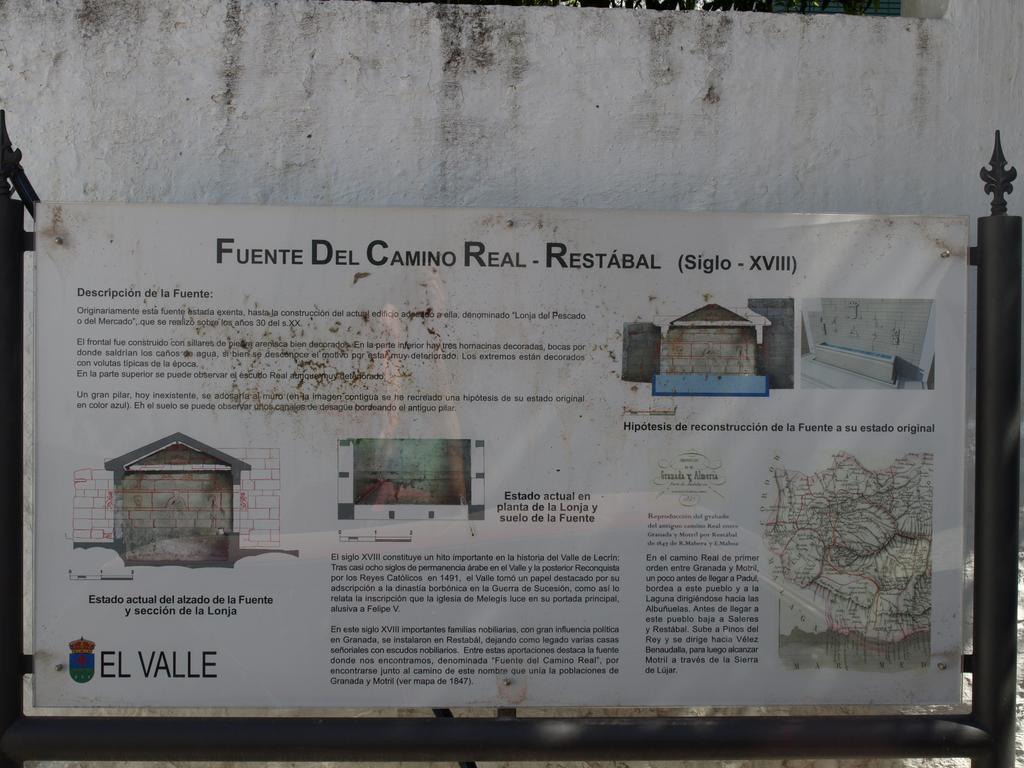 FUENTE DEL CAMINO REAL - RESTÁBAL (Siglo - XVIII)
Descripción de la Fuente:
Originariamente esta fuente estaría exenta, hasta la construcción del actual edificio adosado a ella, denominado "Lonja del Pescado
o del Mercado", que se realizó sobre los años 30 del s.XX.
El frontal fue construido con sillares de piedra arenisca bien decorados. En la parte inferior hay tres hornacinas decoradas, bocas por
donde saldrían los caños de agua, si bien se desconoce el motivo por estar muy deteriorado. Los extremos están decorados
con volutas típicas de la época.
En la parte superior se puede observar el escudo Real aunque muy deteriorado.
Un gran pilar, hoy inexistente, se adosaría al muro (en la imagen contigua se he recreado una hipótesis de su estado original
en color azul). Eh el suelo se puede observar unos canales de desagüe bordeando el antiguo pilar.
Hipótesis de reconstrucción de la Fuente a su estado original
Estado actual en
planta de la Lonja y
suelo de la Fuente
Estado actual del alzado de la Fuente
y sección de la Lonja
EL VALLE
El siglo XVIII constituye un hito importante en la historia del Valle de Lecrín:
Tras casi ocho siglos de permanencia árabe en el Valle y la posterior Reconquista
por los Reyes Católicos en 1491, el Valle tomó un papel destacado por su
adscripción a la dinastía borbónica en la Guerra de Sucesión, como así lo
relata la inscripción que la iglesia de Melegís luce en su portada principal,
alusiva a Felipe V.
En este siglo XVIII importantes familias nobiliarias, con gran influencia política
en Granada, se instalaron en Restabál, dejando como legado varias casas
señoriales con escudos nobiliarios. Entre estas aportaciones destaca la fuente
donde nos encontramos, denominada "Fuente del Camino Real", por
encontrarse junto al camino de este nombre que unía la poblaciones de
Granada y Motril (ver mapa de 1847).
Granada y Almería
Reproducción del grabado
del antiguo camino Real entre
Granada y Motril por Restábal
de 1847 de R.Mabera y E.Mabna
En el camino Real de primer
orden entre Granada y Motril,
un poco antes de llegar a Padul,
bordea a este pueblo y a la
Laguna dirigiéndose hacia las
Albuñuelas. Antes de llegar a
este pueblo baja a Saleres
y Restábal. Sube a Pinos del
Rey y se dirige hacia Vélez
Benaudalla, para luego alcanzar
Motril a través de la Sierra
de Lújar.